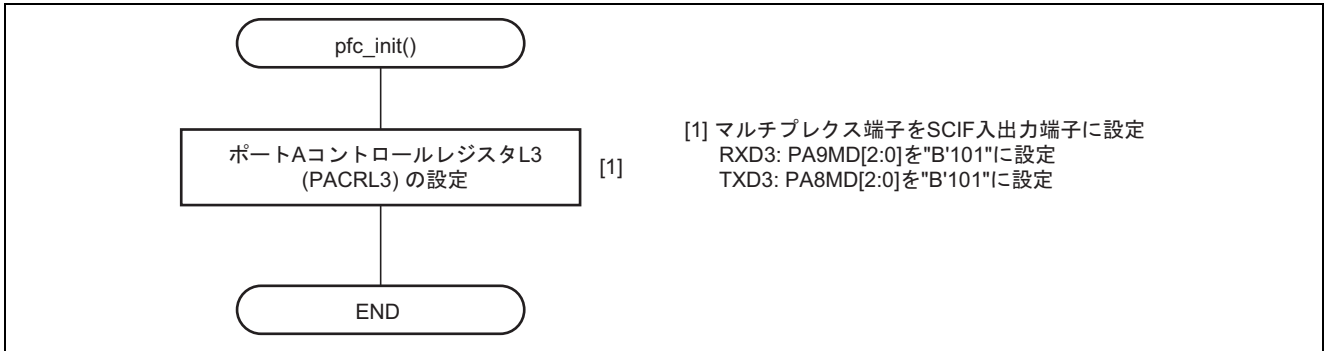 pfc_init()
ポートAコントロールレジスタL3
(PACRL3) の設定
[1]
[1] マルチプレクス端子をSCIF入出力端子に設定
RXD3: PA9MD[2:0]を"B'101"に設定
TXD3: PA8MD[2:0]を"B'101"に設定
END